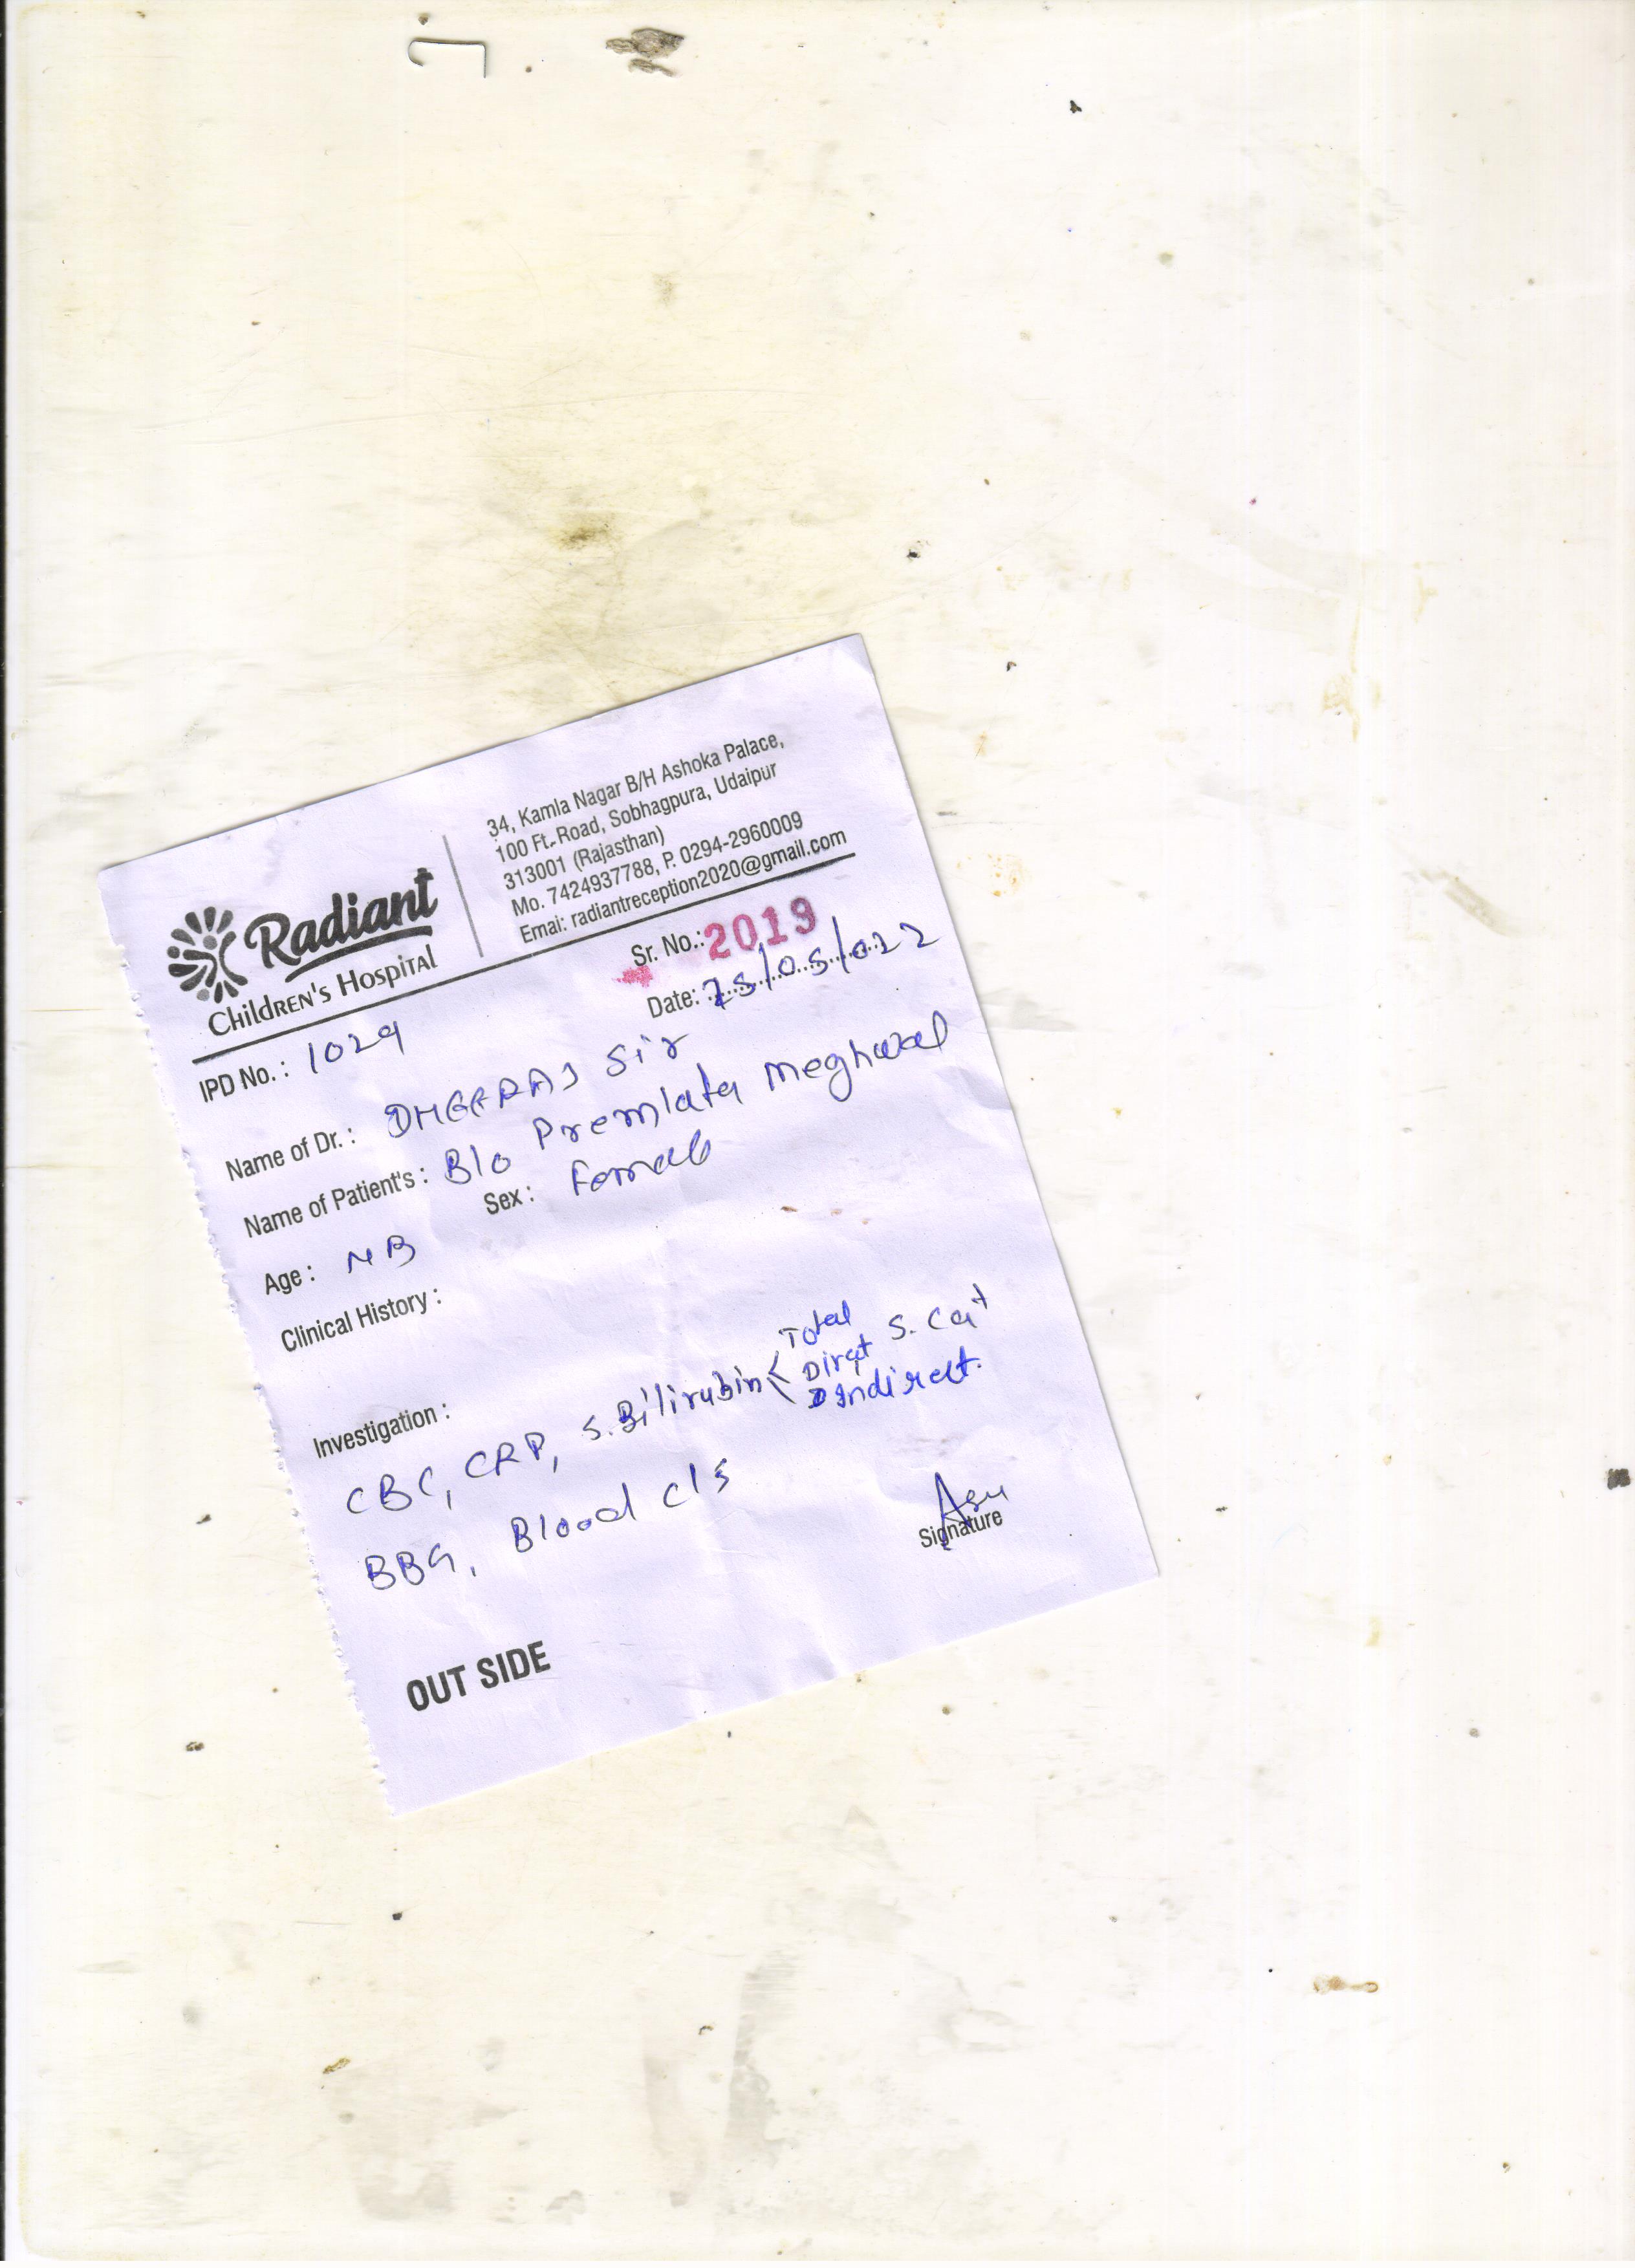 Radiant
Children's Hospital
34, Kamla Nagar B/H Ashoka Palace,
100 Ft. Road, Sobhagpura, Udaipur
313001 (Rajasthan)
Mo. 7424937788, P. 0294-2960009
Emai: radiantreception2020@gmail.com
Sr. No.: 2019
IPD No. : 1029
Date: 25/05/022
Name of Dr. : DHEERAJ Sir
Name of Patient's : B/o Premlata Meghwal
Age : NB Sex : Female
Clinical History :
Investigation :
CBC, CRP, S. Bilirubin < Total Direct Indirect. S. Ca+
BBG, Blood c/s
Signature
OUT SIDE